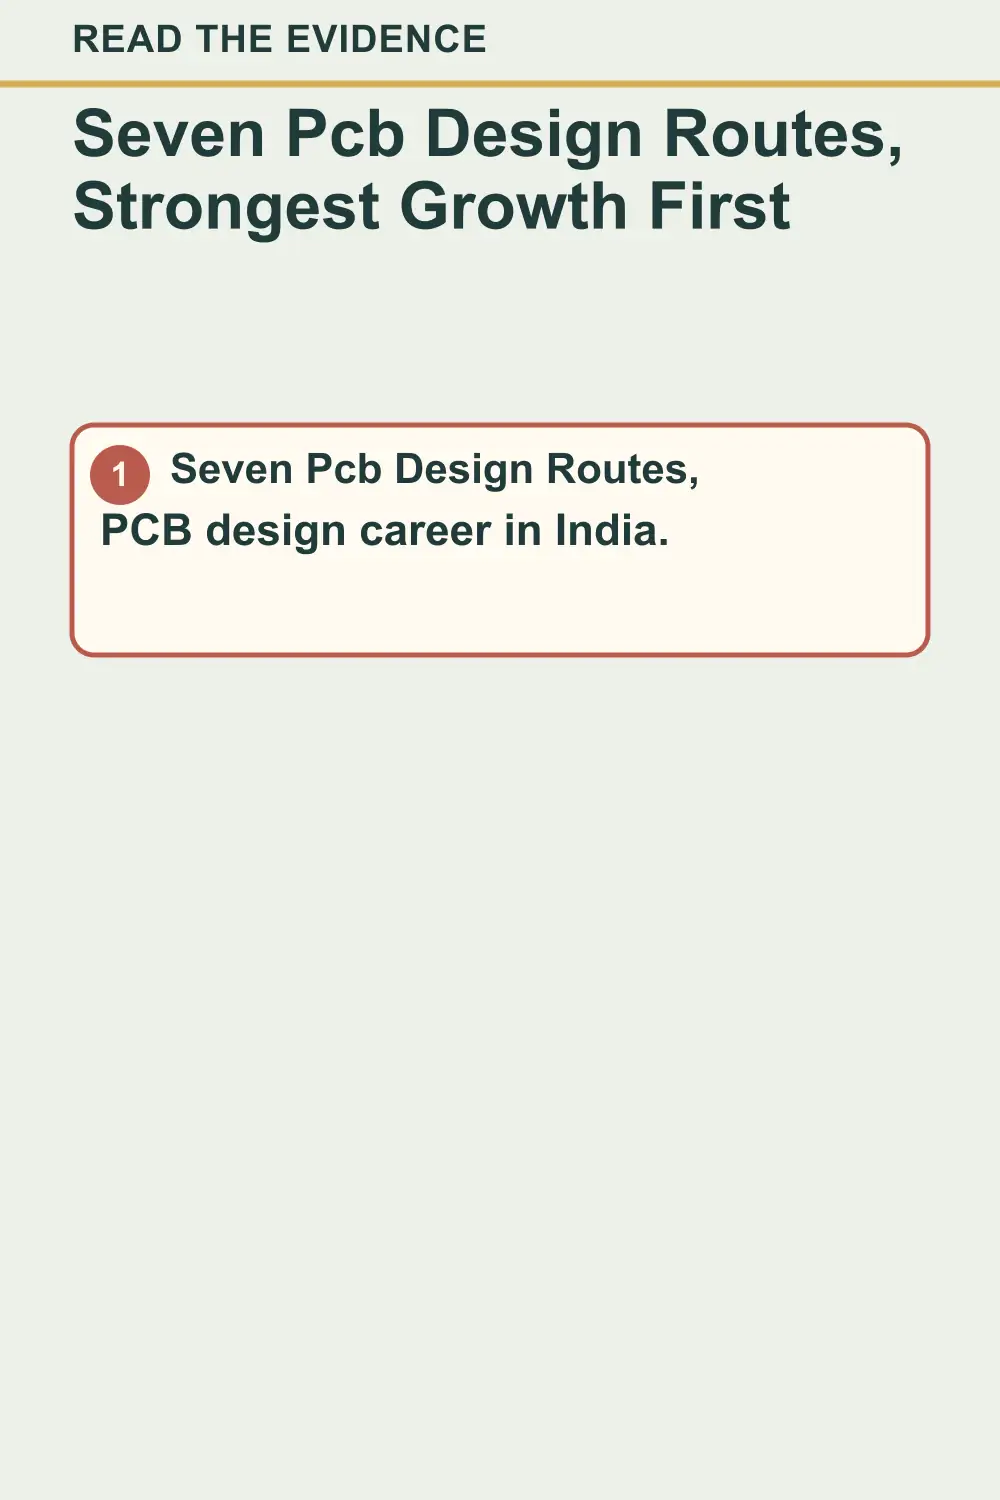 READ THE EVIDENCE
Seven Pcb Design Routes,
Strongest Growth First
1 Seven Pcb Design Routes,
PCB design career in India.